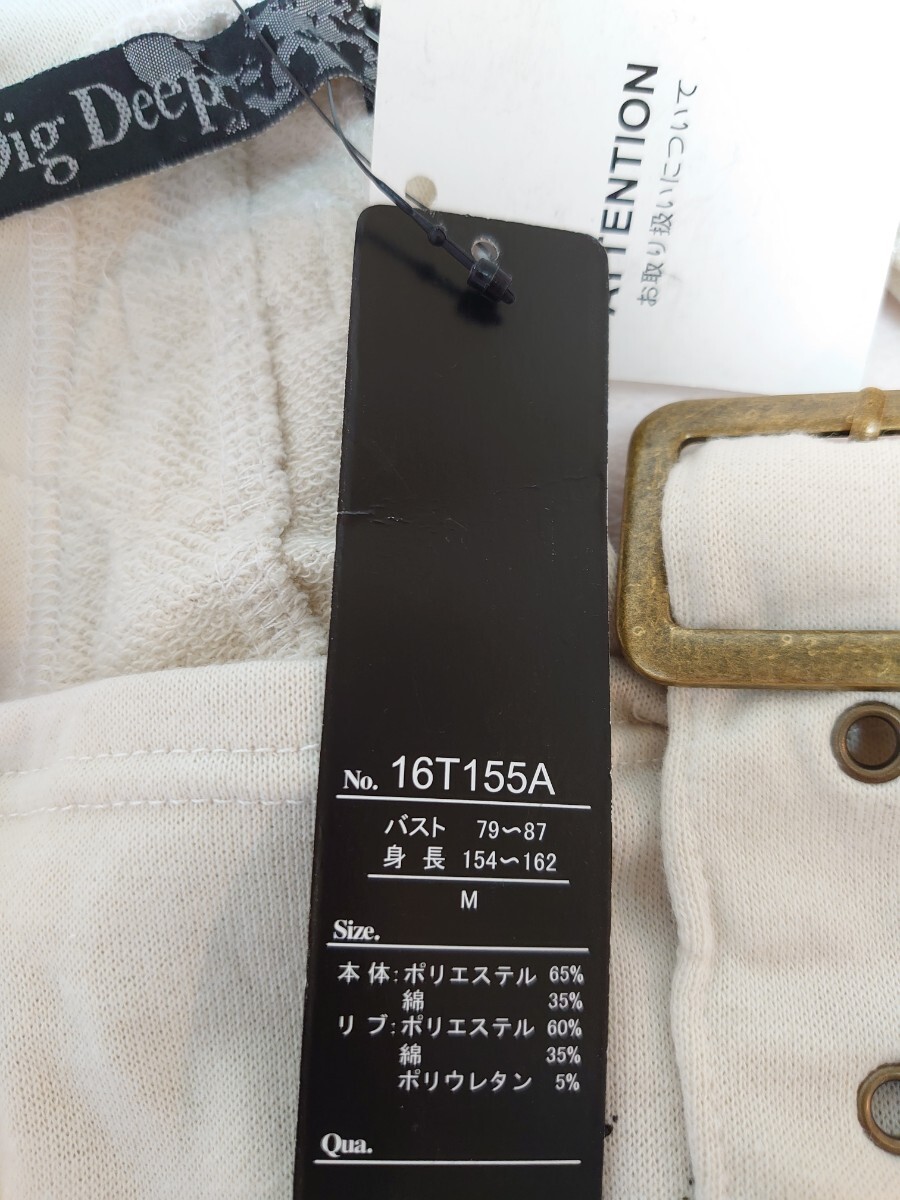 Dig Deep
ATTENTION
お取り扱いについて
No. 16T155A
バスト 79〜87
身長 154〜162
M
Size.
本体:ポリエステル 65%
綿 35%
リブ:ポリエステル 60%
綿 35%
ポリウレタン 5%
Qua.